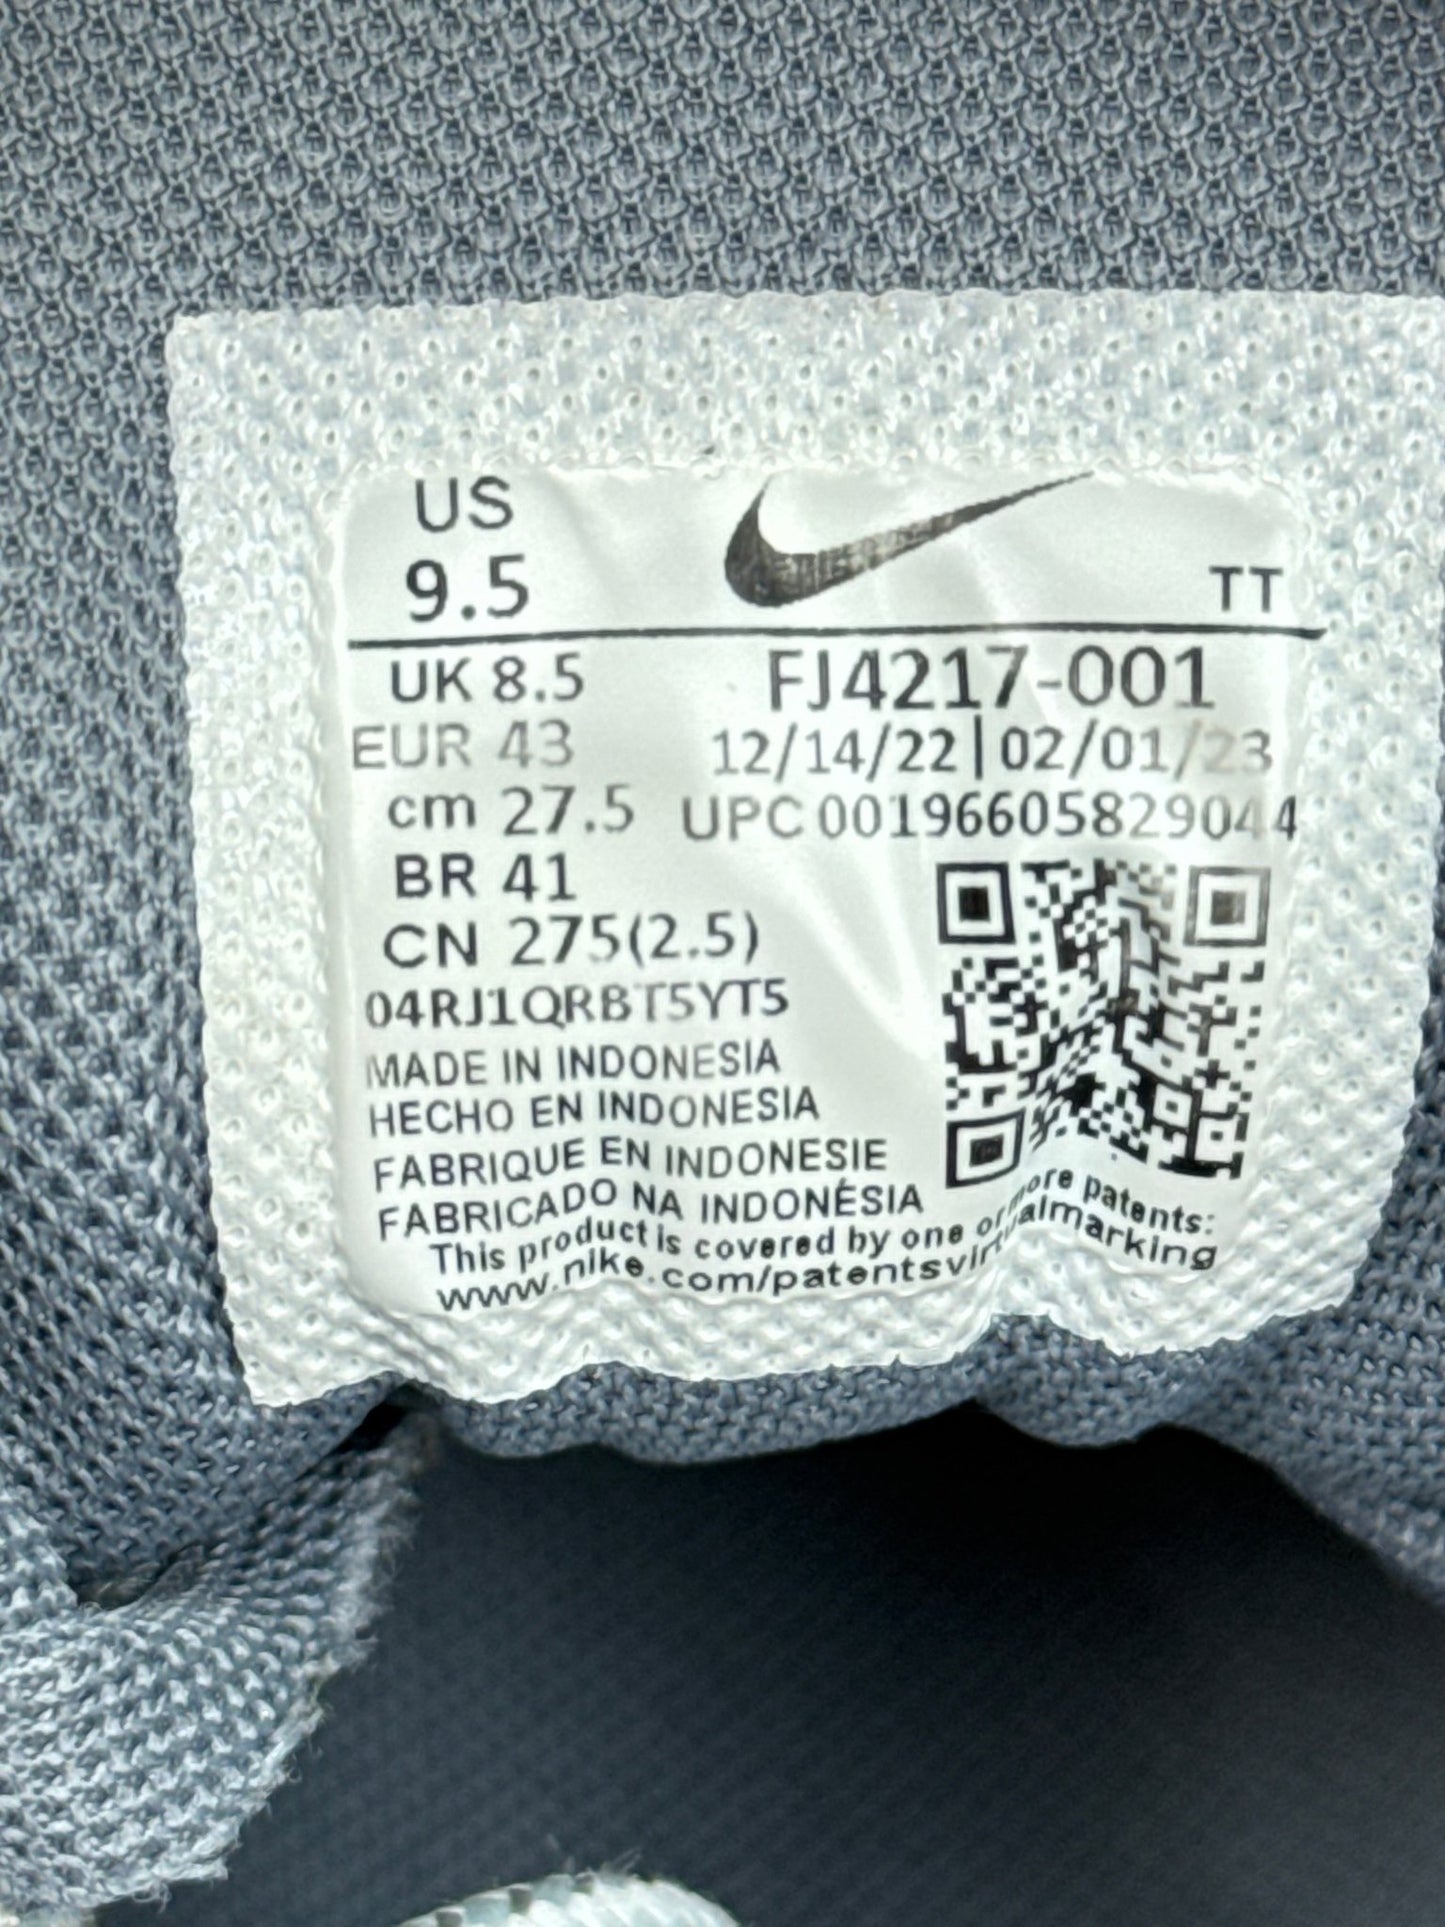 US
9.5
TT
UK 8.5
FJ4217-001
EUR 43
12/14/22|02/01/23
cm 27.5
UPC 00196605829044
BR 41
CN 275(2.5)
04RJ1QRBT5YT5
MADE IN INDONESIA
HECHO EN INDONESIA
FABRIQUE EN INDONESIE
FABRICADO NA INDONÉSIA
This product is covered by one or more patents:
www.nike.com/patentsvirtualmarking